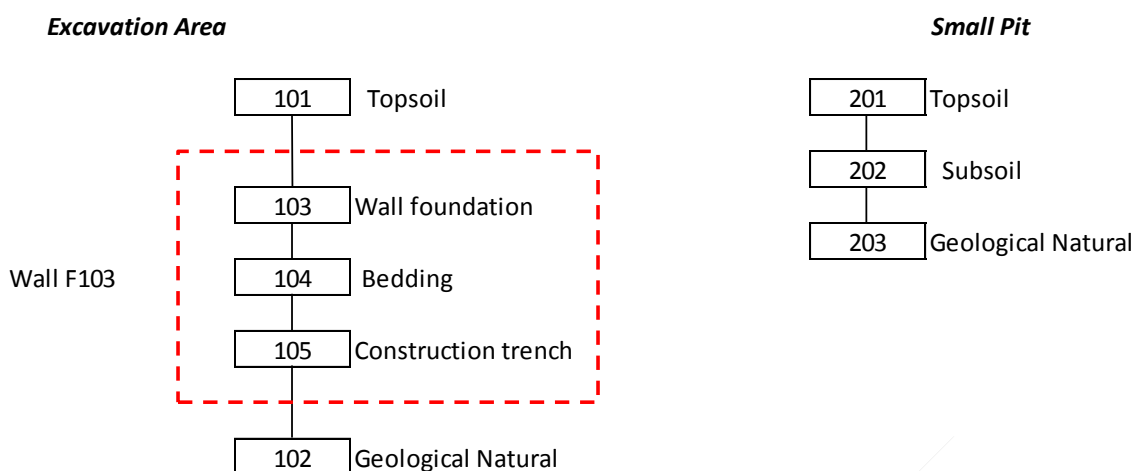 Excavation Area
Small Pit
101 Topsoil
201 Topsoil
202 Subsoil
103 Wall foundation
203 Geological Natural
Wall F103
104 Bedding
105 Construction trench
102 Geological Natural